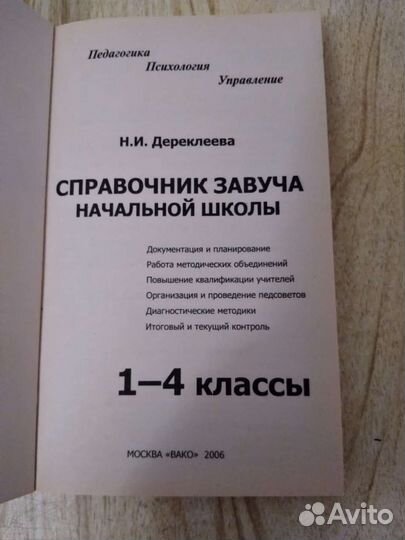 Педагогика
Психология
Управление
Н.И. Дереклеева
СПРАВОЧНИК ЗАВУЧА
НАЧАЛЬНОЙ ШКОЛЫ
Документация и планирование
Работа методических объединений
Повышение квалификации учителей
Организация и проведение педсоветов
Диагностические методики
Итоговый и текущий контроль
1–4 классы
МОСКВА «ВАКО» 2006
Avito